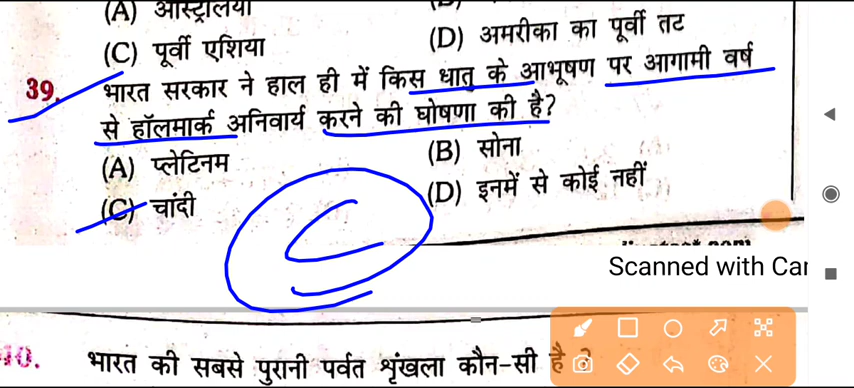 (A) आस्ट्रेलिया
(C) पूर्वी एशिया
(D) अमरीका का पूर्वी तट
39. भारत सरकार ने हाल ही में किस धातु के आभूषण पर आगामी वर्ष
से हॉलमार्क अनिवार्य करने की घोषणा की है?
(A) प्लेटिनम
(B) सोना
(C) चांदी
(D) इनमें से कोई नहीं
Scanned with Ca
40. भारत की सबसे पुरानी पर्वत श्रृंखला कौन-सी है ?